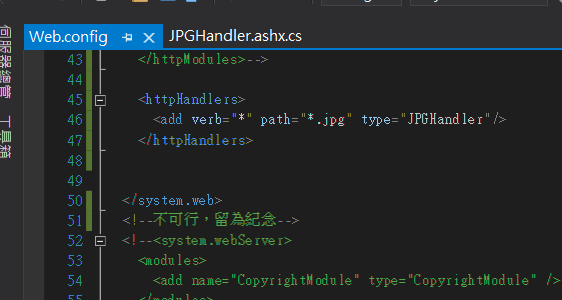 Web.config JPGHandler.ashx.cs
伺服器總管 工具箱
43 </httpModules>-->
44
45 <httpHandlers>
46 <add verb="*" path="*.jpg" type="JPGHandler"/>
47 </httpHandlers>
48
49
50 </system.web>
51 <!--不可行，留為紀念-->
52 <!--<system.webServer>
53 <modules>
54 <add name="CopyrightModule" type="CopyrightModule" />
55 </modules>